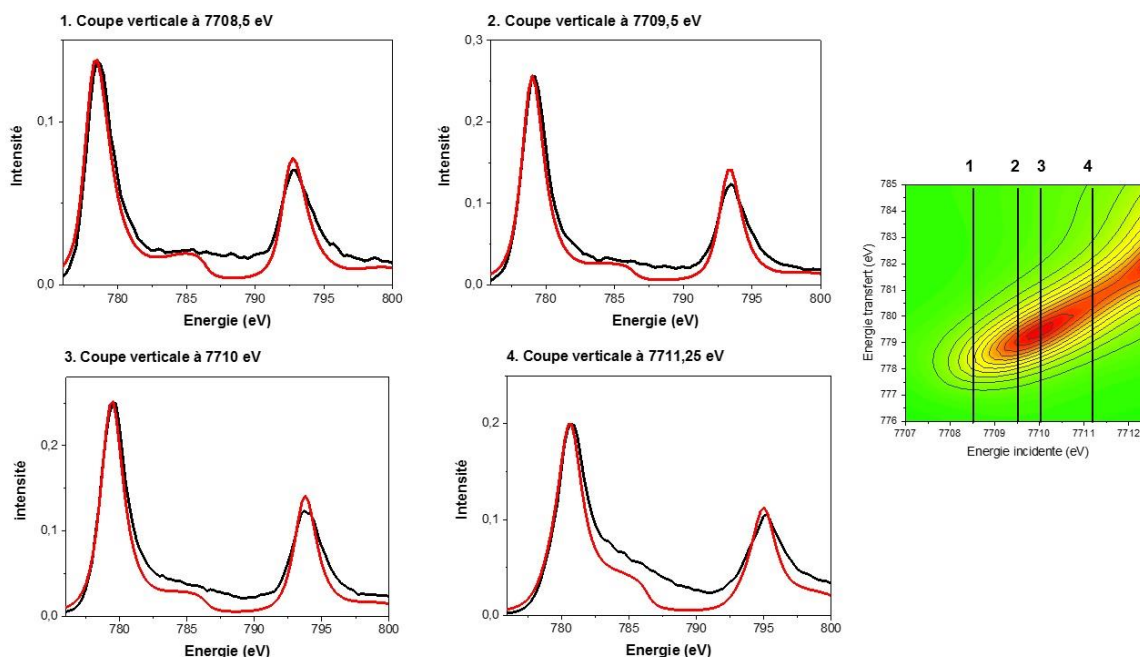 1. Coupe verticale à 7708,5 eV
Intensité
0,1
0,0
780 785 790 795 800
Energie (eV)
2. Coupe verticale à 7709,5 eV
Intensité
0,3
0,2
0,1
0,0
780 785 790 795 800
Energie (eV)
3. Coupe verticale à 7710 eV
intensité
0,2
0,1
0,0
780 785 790 795 800
Energie (eV)
4. Coupe verticale à 7711,25 eV
Intensité
0,2
0,1
0,0
780 785 790 795 800
Energie (eV)
1 2 3 4
Energie transfert (eV)
785
784
783
782
781
780
779
778
777
776
7707 7708 7709 7710 7711 7712
Energie incidente (eV)